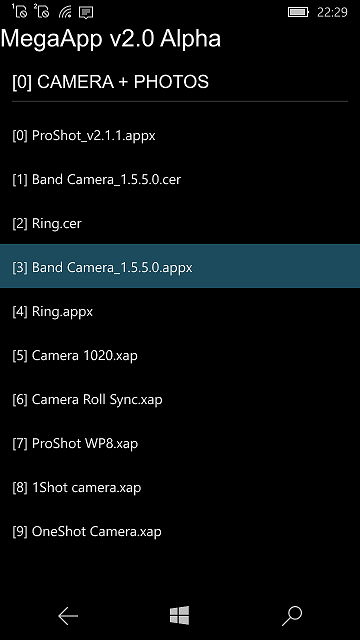 1 2 22:29
MegaApp v2.0 Alpha
[0] CAMERA + PHOTOS
[0] ProShot_v2.1.1.appx
[1] Band Camera_1.5.5.0.cer
[2] Ring.cer
[3] Band Camera_1.5.5.0.appx
[4] Ring.appx
[5] Camera 1020.xap
[6] Camera Roll Sync.xap
[7] ProShot WP8.xap
[8] 1Shot camera.xap
[9] OneShot Camera.xap